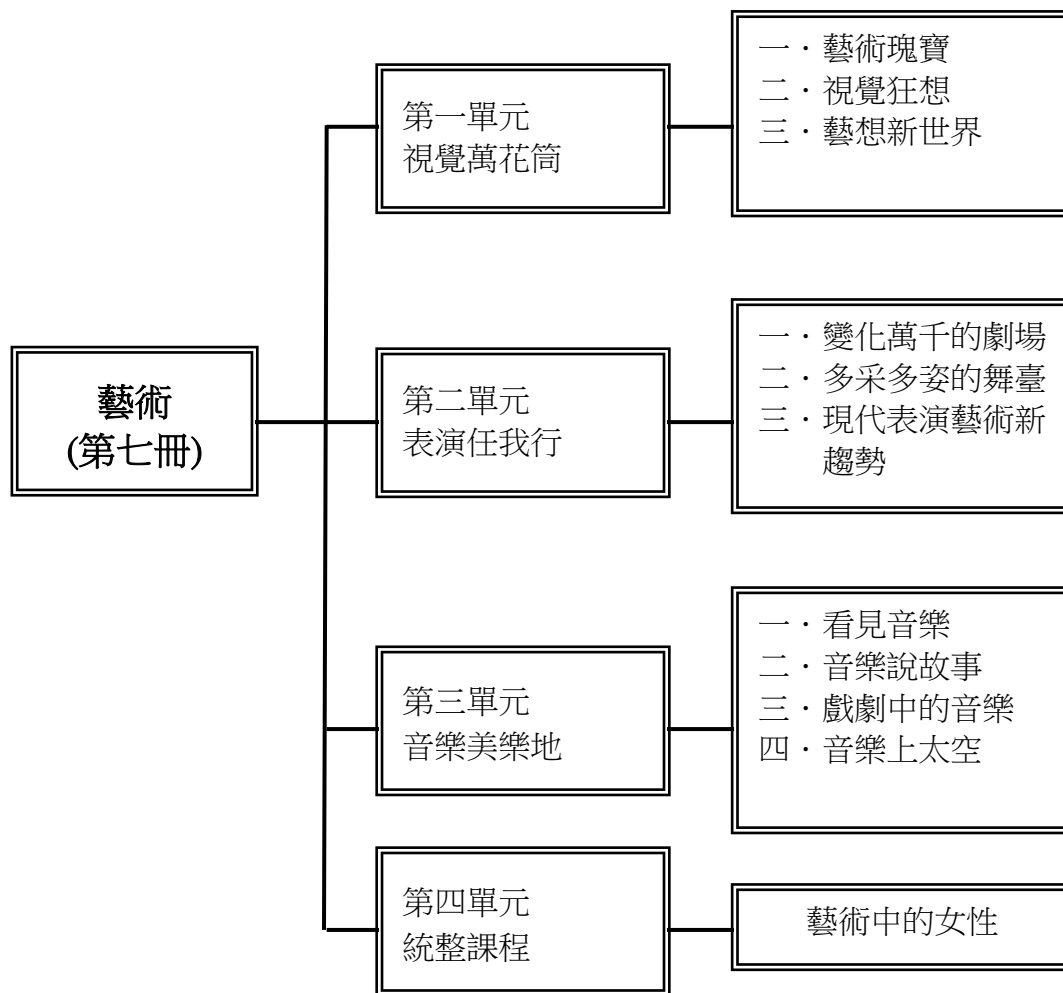 藝術
(第七冊)
第一單元
視覺萬花筒
一．藝術瑰寶
二．視覺狂想
三．藝想新世界
第二單元
表演任我行
一．變化萬千的劇場
二．多采多姿的舞臺
三．現代表演藝術新
趨勢
第三單元
音樂美樂地
一．看見音樂
二．音樂說故事
三．戲劇中的音樂
四．音樂上太空
第四單元
統整課程
藝術中的女性